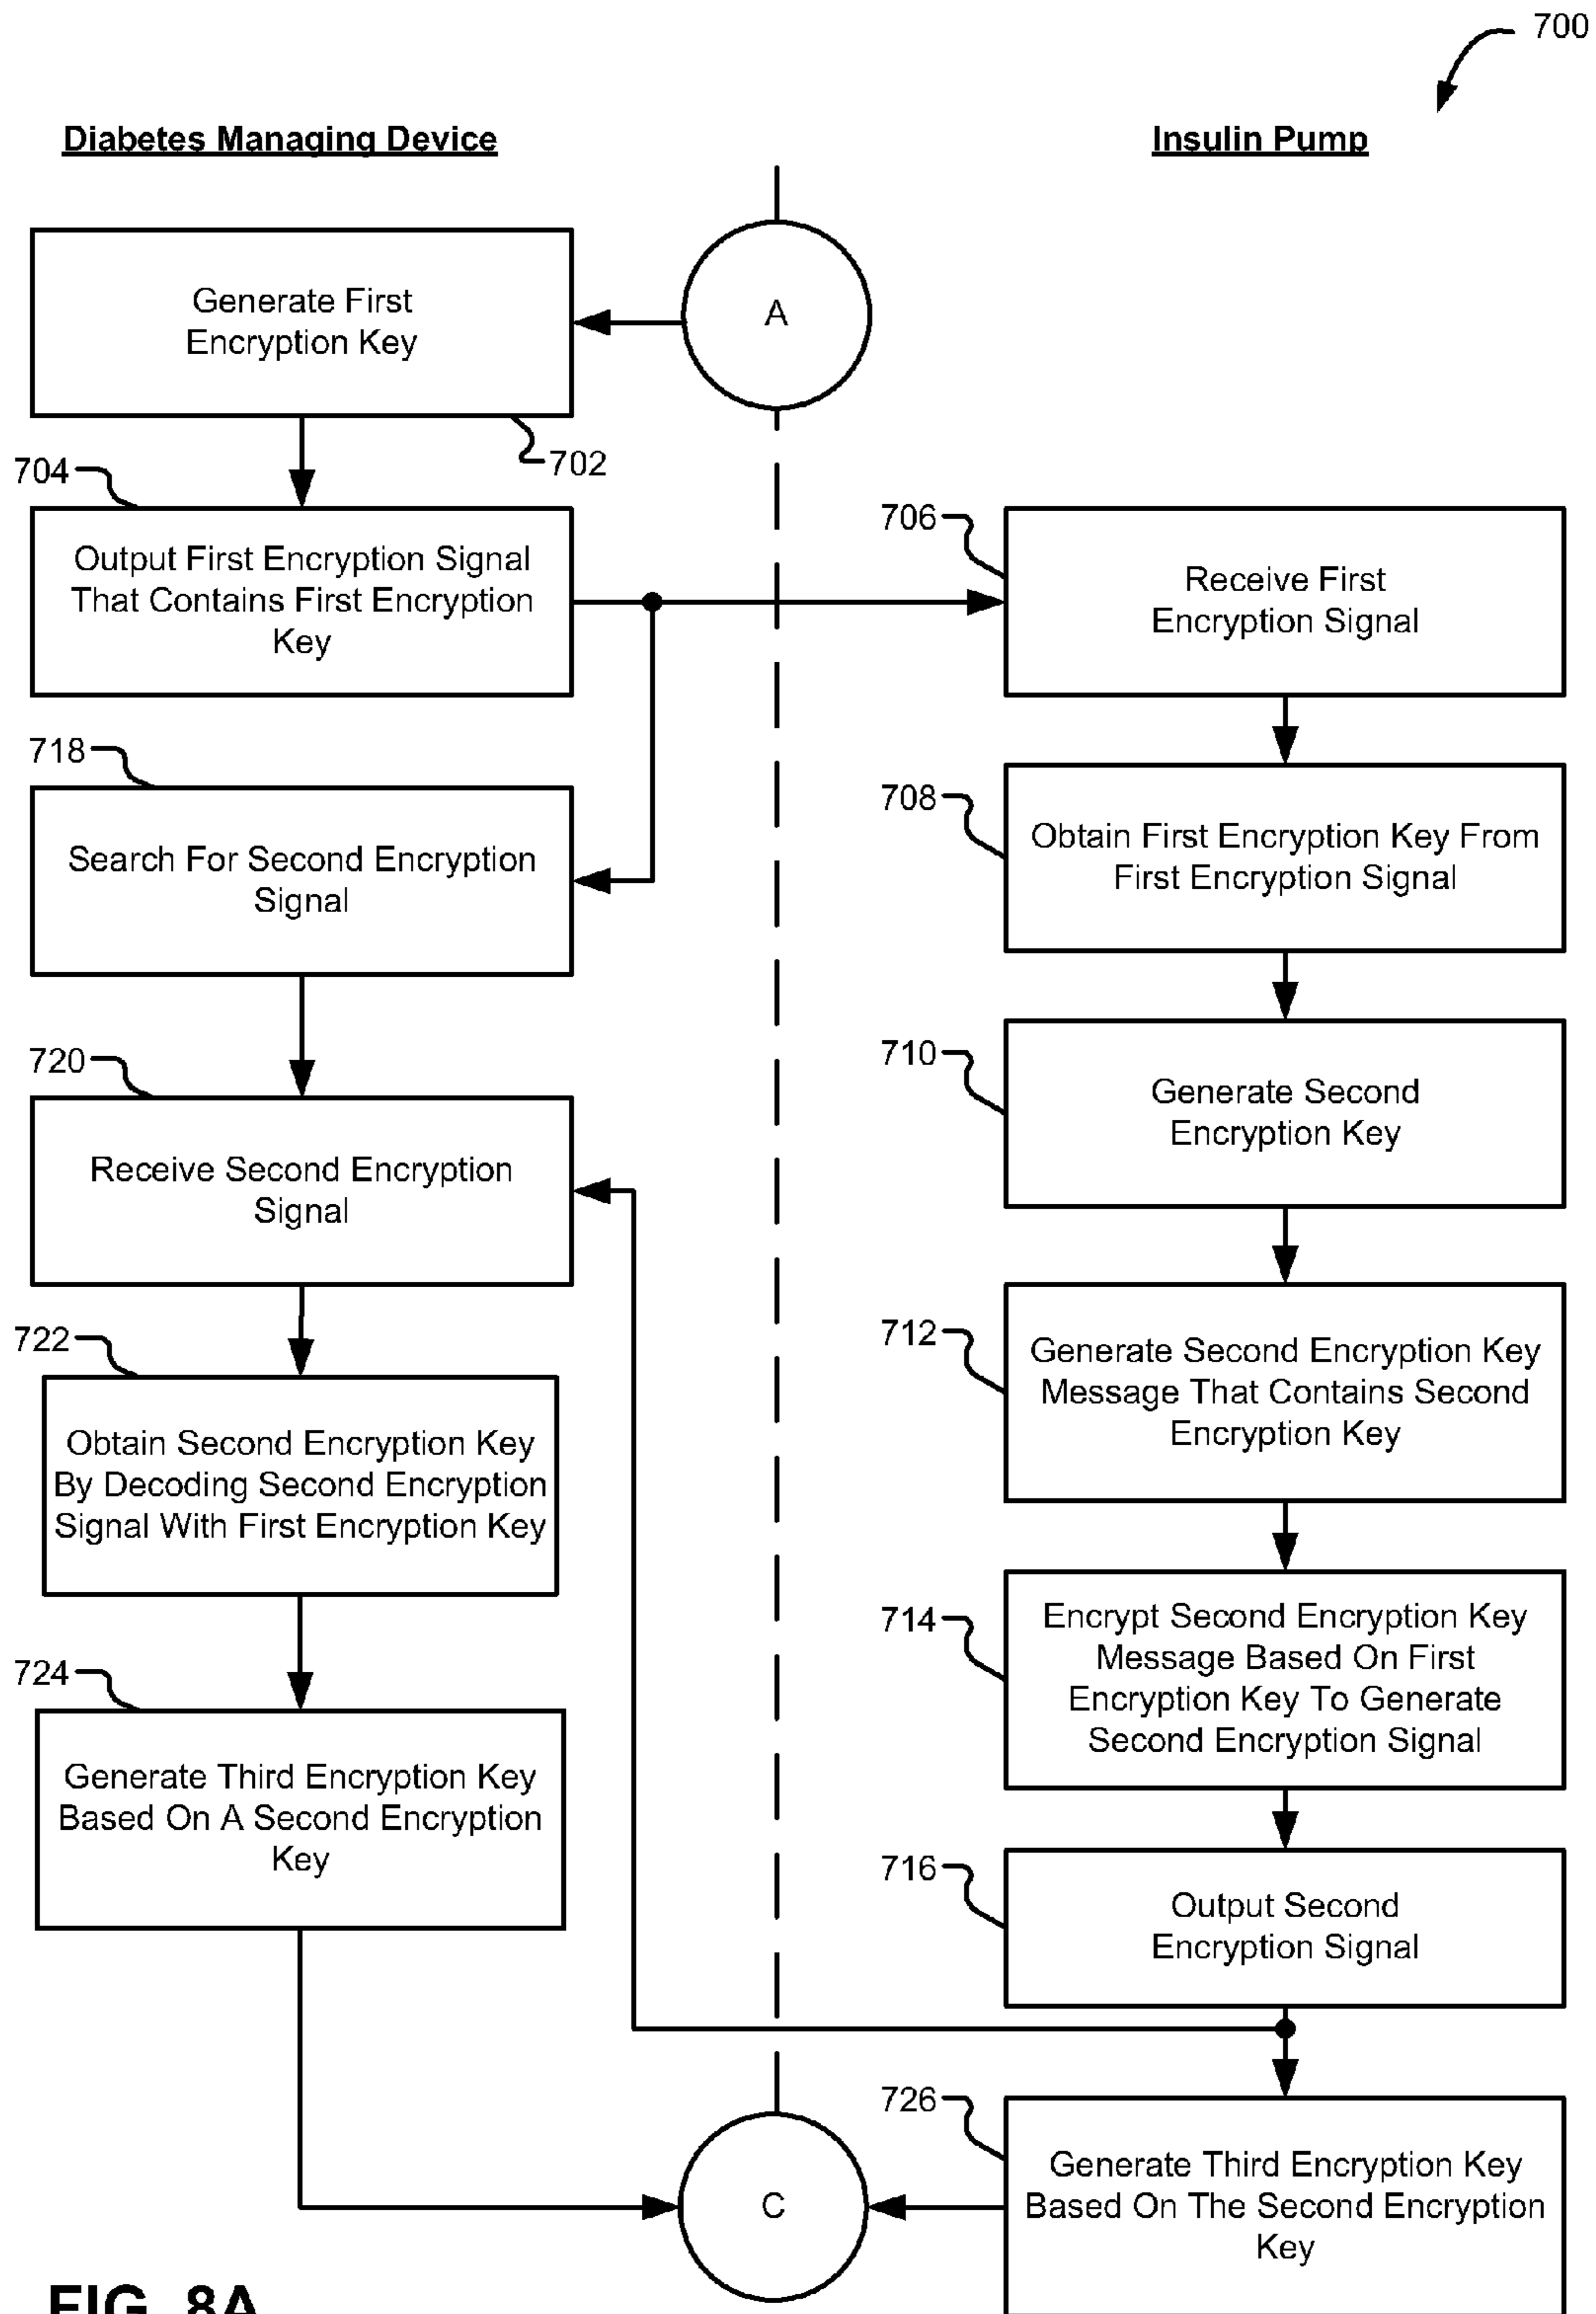 700
Diabetes Managing Device
Insulin Pump
Generate First
Encryption Key
A
702
704
Output First Encryption Signal
That Contains First Encryption
Key
706
Receive First
Encryption Signal
718
Search For Second Encryption
Signal
708
Obtain First Encryption Key From
First Encryption Signal
710
Generate Second
Encryption Key
720
Receive Second Encryption
Signal
712
Generate Second Encryption Key
Message That Contains Second
Encryption Key
722
Obtain Second Encryption Key
By Decoding Second Encryption
Signal With First Encryption Key
714
Encrypt Second Encryption Key
Message Based On First
Encryption Key To Generate
Second Encryption Signal
724
Generate Third Encryption Key
Based On A Second Encryption
Key
716
Output Second
Encryption Signal
726
Generate Third Encryption Key
Based On The Second Encryption
Key
C
FIG. 8A